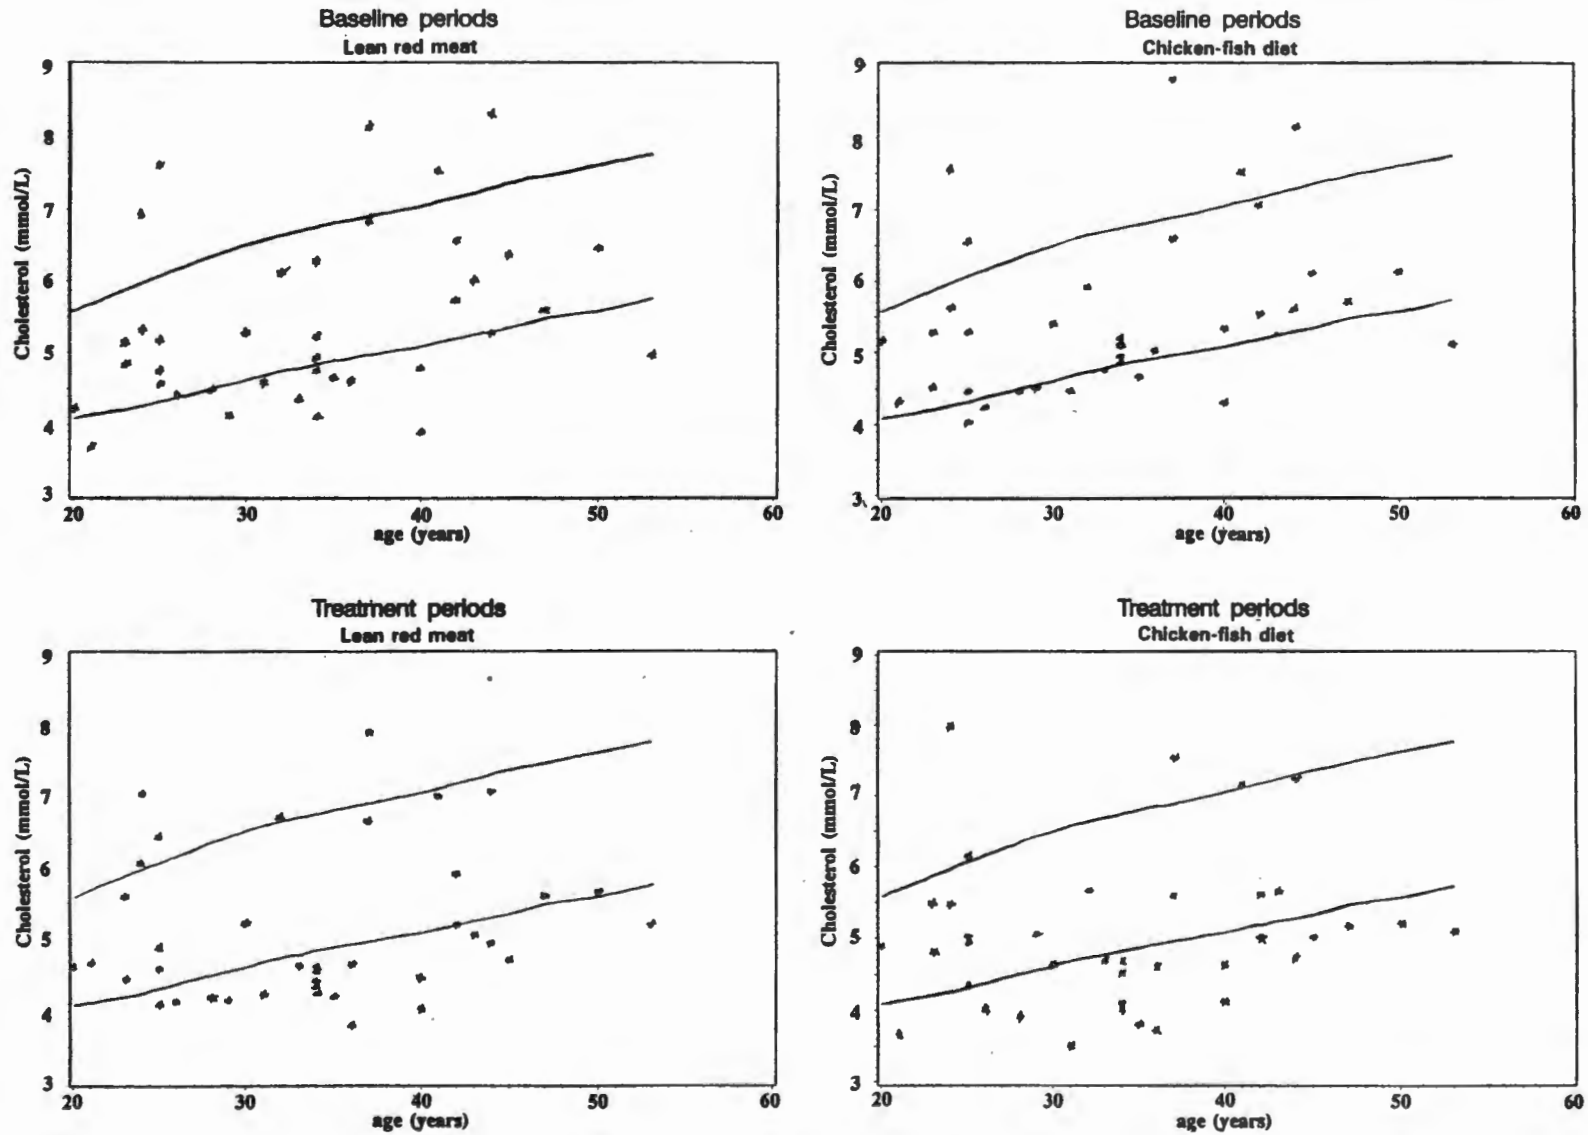 Baseline periods
Lean red meat
9
8
7
6
5
4
3
Cholesterol (mmol/L)
20 30 40 50 60
age (years)
Baseline periods
Chicken-fish diet
9
8
7
6
5
4
3
Cholesterol (mmol/L)
20 30 40 50 60
age (years)
Treatment periods
Lean red meat
9
8
7
6
5
4
3
Cholesterol (mmol/L)
20 30 40 50 60
age (years)
Treatment periods
Chicken-fish diet
9
8
7
6
5
4
3
Cholesterol (mmol/L)
20 30 40 50 60
age (years)